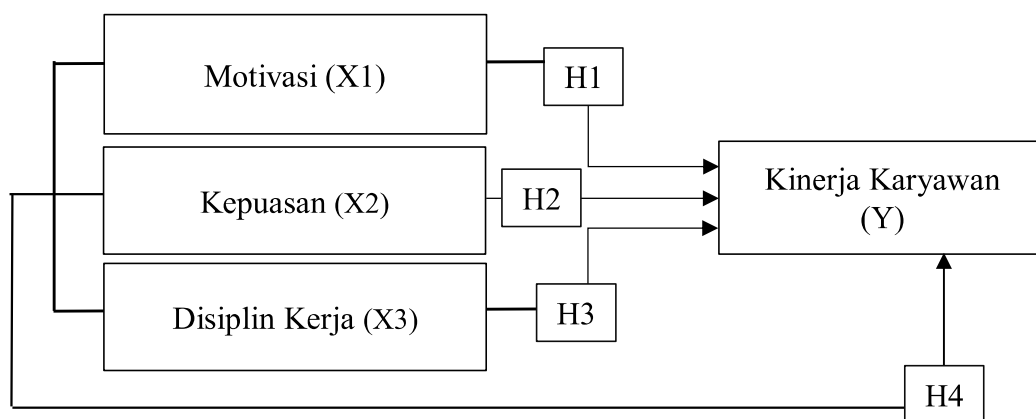 Motivasi (X1)
H1
Kepuasan (X2)
H2
Kinerja Karyawan
(Y)
Disiplin Kerja (X3)
H3
H4